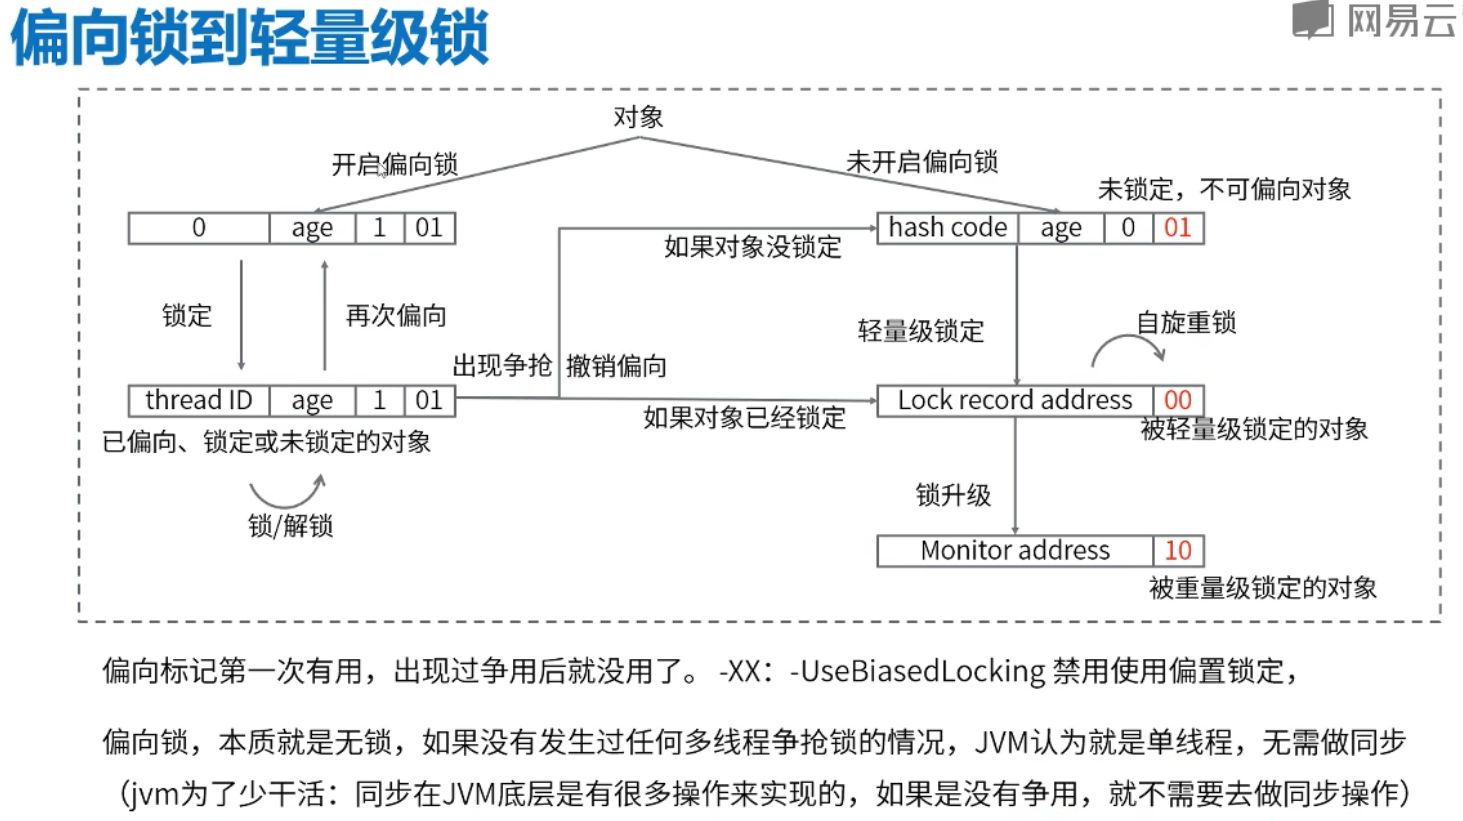 偏向锁到轻量级锁
网易云
对象
开启偏向锁
未开启偏向锁
未锁定，不可偏向对象
0 age 1 01
hash code age 0 01
如果对象没锁定
锁定
再次偏向
轻量级锁定
自旋重锁
出现争抢
撤销偏向
thread ID age 1 01
Lock record address 00
如果对象已经锁定
被轻量级锁定的对象
已偏向、锁定或未锁定的对象
锁/解锁
锁升级
Monitor address 10
被重量级锁定的对象
偏向标记第一次有用，出现过争用后就没用了。 -XX：-UseBiasedLocking 禁用使用偏置锁定，
偏向锁，本质就是无锁，如果没有发生过任何多线程争抢锁的情况，JVM认为就是单线程，无需做同步
（jvm为了少干活：同步在JVM底层是有很多操作来实现的，如果是没有争用，就不需要去做同步操作）